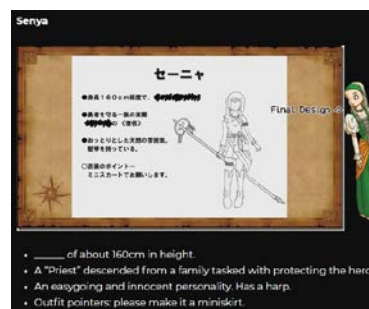 Senya
セーニャ
●身長160cm程度で、
●勇者を守る一族の末裔
の《僧侶》
●おっとりとした天然の雰囲気。
竪琴を持っている。
○衣装のポイント…
ミニスカートでお願いします。
Final Design ->
• ______ of about 160cm in height.
• A "Priest" descended from a family tasked with protecting the hero
• An easygoing and innocent personality. Has a harp.
• Outfit pointers: please make it a miniskirt.